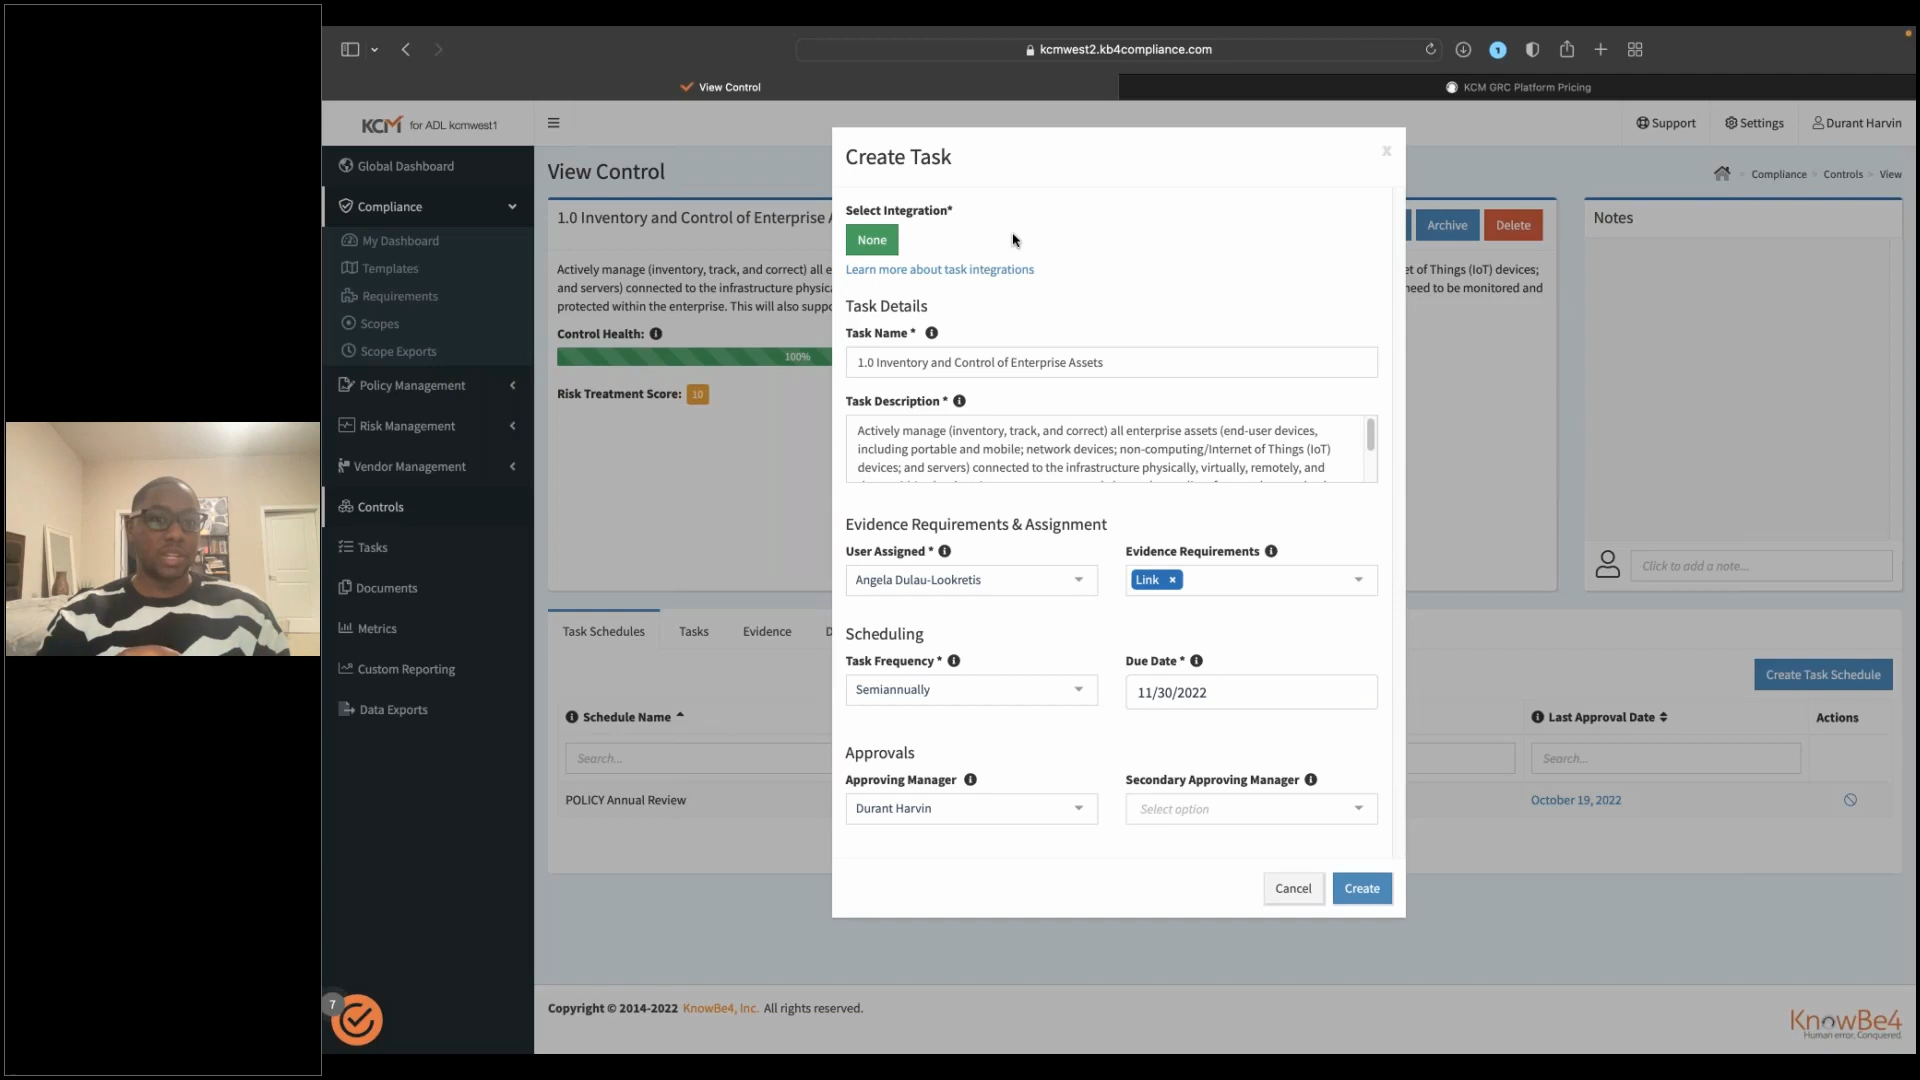 kcmwest2.kb4compliance.com
View Control
KCM GRC Platform Pricing
KCM for ADL kcmwest1
Support
Settings
Durant Harvin
Global Dashboard
Compliance
My Dashboard
Templates
Requirements
Scopes
Scope Exports
Policy Management
Risk Management
Vendor Management
Controls
Tasks
Documents
Metrics
Custom Reporting
Data Exports
7
View Control
Compliance > Controls > View
1.0 Inventory and Control of Enterprise
Archive
Delete
Actively manage (inventory, track, and correct) all e
et of Things (IoT) devices;
and servers) connected to the infrastructure physic
need to be monitored and
protected within the enterprise. This will also supp
Control Health:
100%
Risk Treatment Score: 10
Notes
Click to add a note...
Create Task
x
Select Integration*
None
Learn more about task integrations
Task Details
Task Name *
1.0 Inventory and Control of Enterprise Assets
Task Description *
Actively manage (inventory, track, and correct) all enterprise assets (end-user devices,
including portable and mobile; network devices; non-computing/Internet of Things (IoT)
devices; and servers) connected to the infrastructure physically, virtually, remotely, and
Evidence Requirements & Assignment
User Assigned *
Evidence Requirements
Angela Dulau-Lookretis
Link ×
Scheduling
Task Frequency *
Due Date *
Semiannually
11/30/2022
Approvals
Approving Manager
Secondary Approving Manager
Durant Harvin
Select option
Cancel
Create
Task Schedules
Tasks
Evidence
D
Create Task Schedule
Schedule Name
Last Approval Date
Actions
Search...
Search...
POLICY Annual Review
October 19, 2022
Copyright © 2014-2022 KnowBe4, Inc. All rights reserved.
KnowBe4
Human error. Conquered.